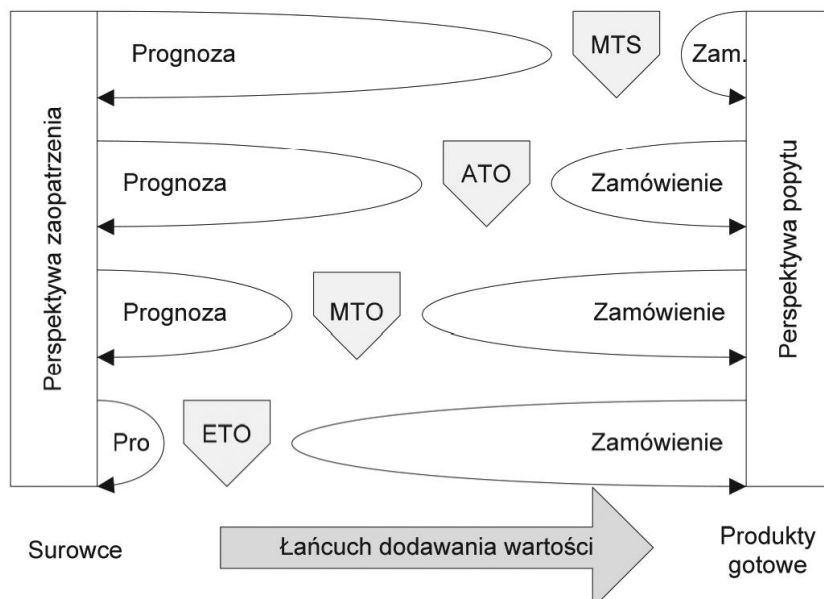 Perspektywa zaopatrzenia
Prognoza
MTS
Zam.
Prognoza
ATO
Zamówienie
Prognoza
MTO
Zamówienie
Pro
ETO
Zamówienie
Perspektywa popytu
Surowce
Łańcuch dodawania wartości
Produkty
gotowe